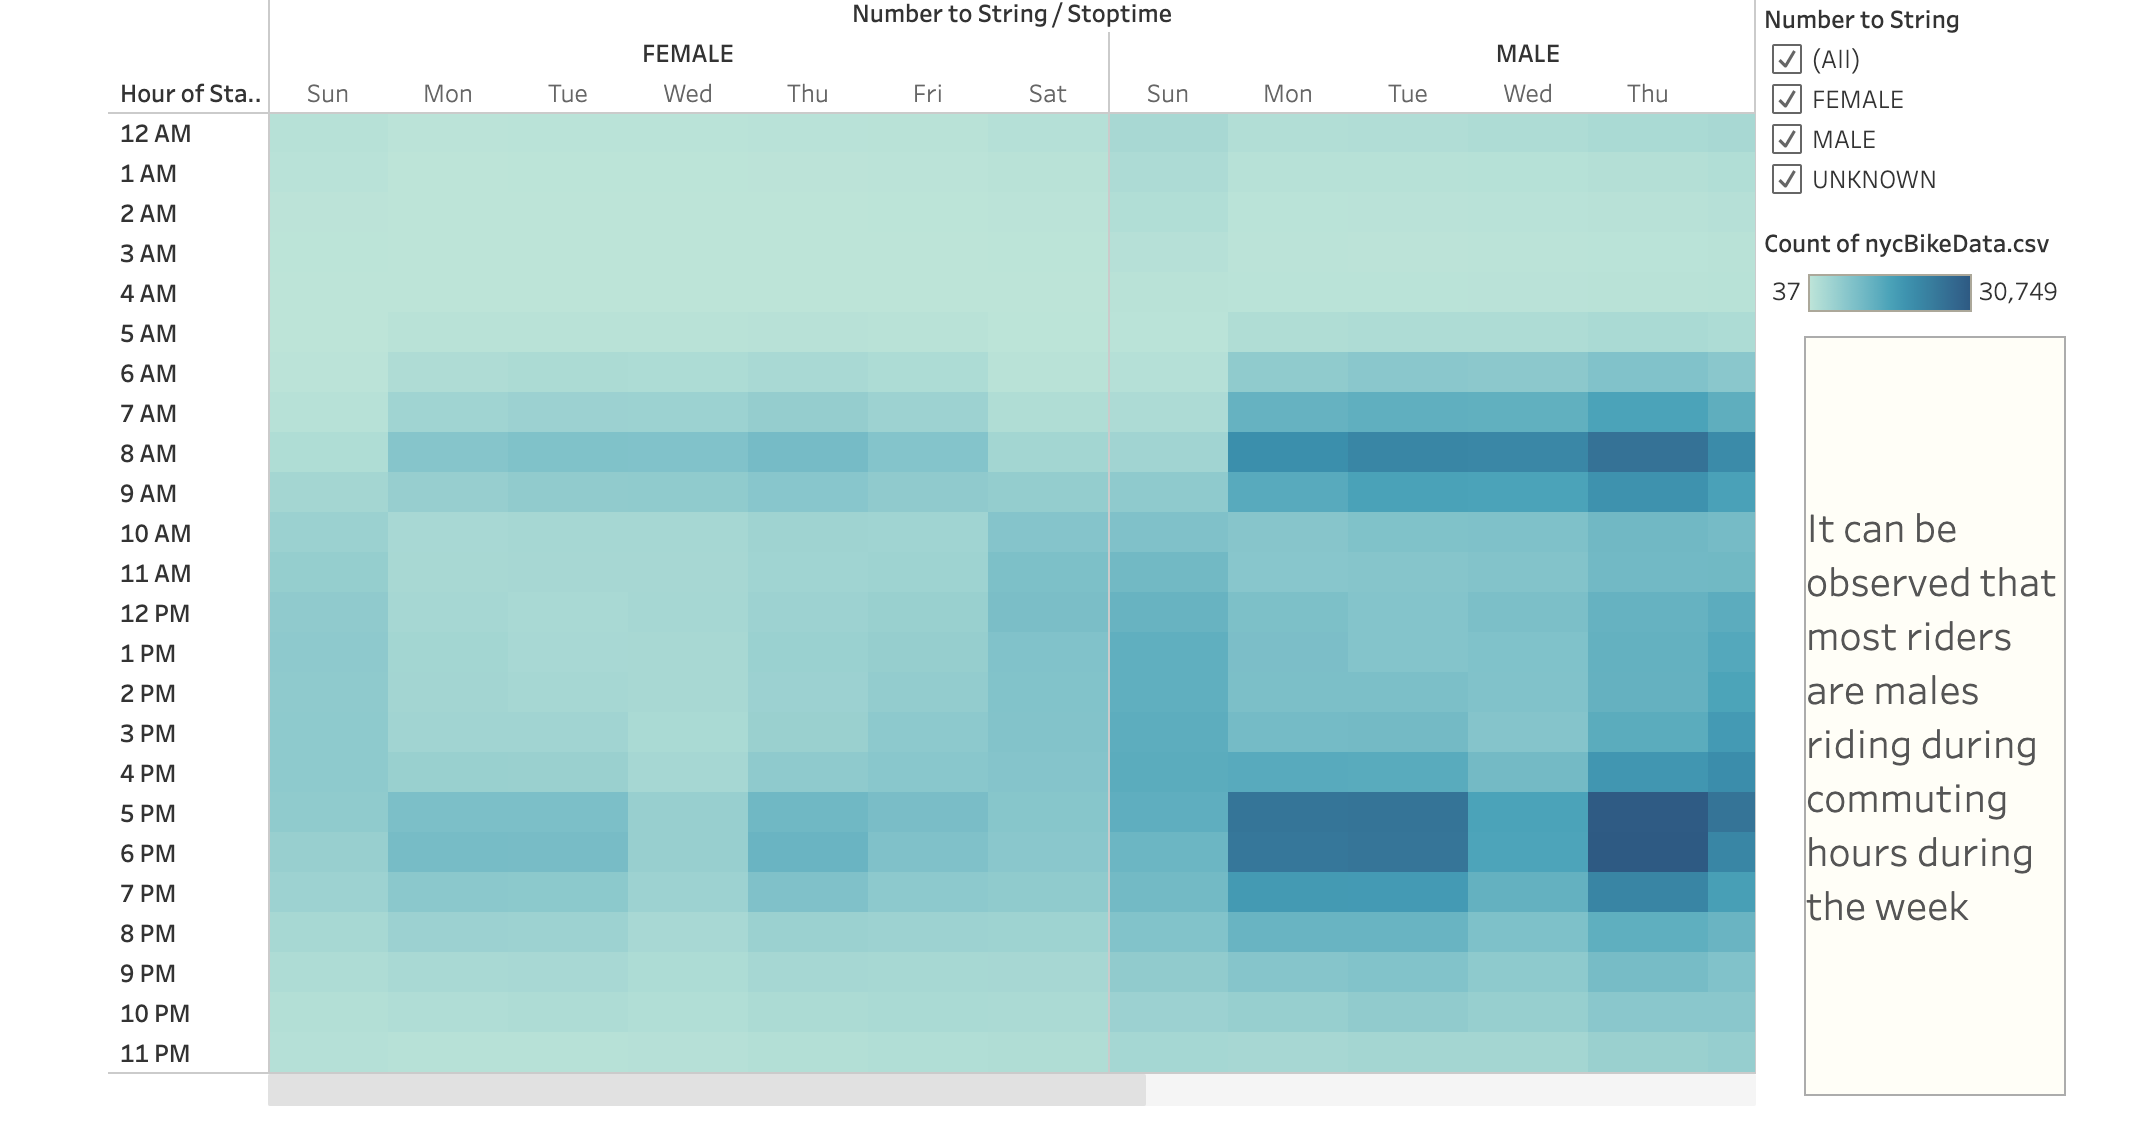 Number to String / Stoptime
FEMALE MALE
Hour of Sta.. Sun Mon Tue Wed Thu Fri Sat Sun Mon Tue Wed Thu
12 AM
1 AM
2 AM
3 AM
4 AM
5 AM
6 AM
7 AM
8 AM
9 AM
10 AM
11 AM
12 PM
1 PM
2 PM
3 PM
4 PM
5 PM
6 PM
7 PM
8 PM
9 PM
10 PM
11 PM
Number to String
(All)
FEMALE
MALE
UNKNOWN
Count of nycBikeData.csv
37 30,749
It can be
observed that
most riders
are males
riding during
commuting
hours during
the week